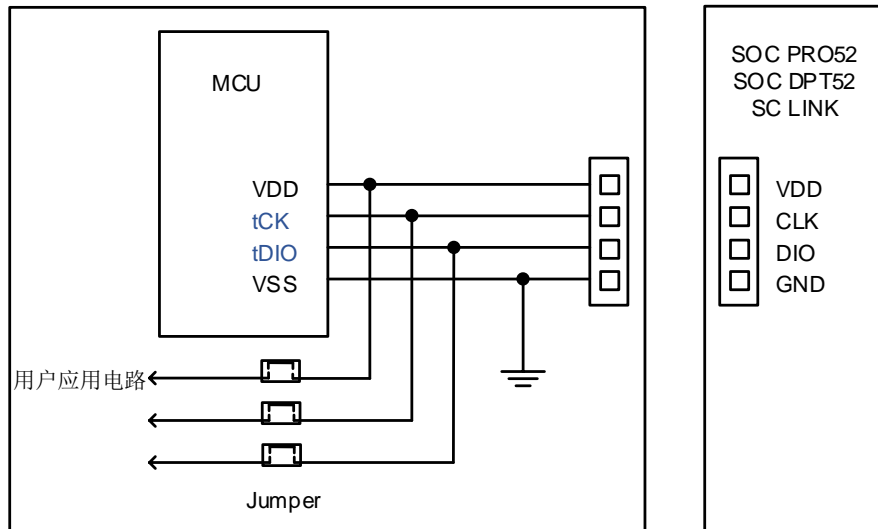 MCU
VDD
tCK
tDIO
VSS
用户应用电路
Jumper
SOC PRO52
SOC DPT52
SC LINK
VDD
CLK
DIO
GND